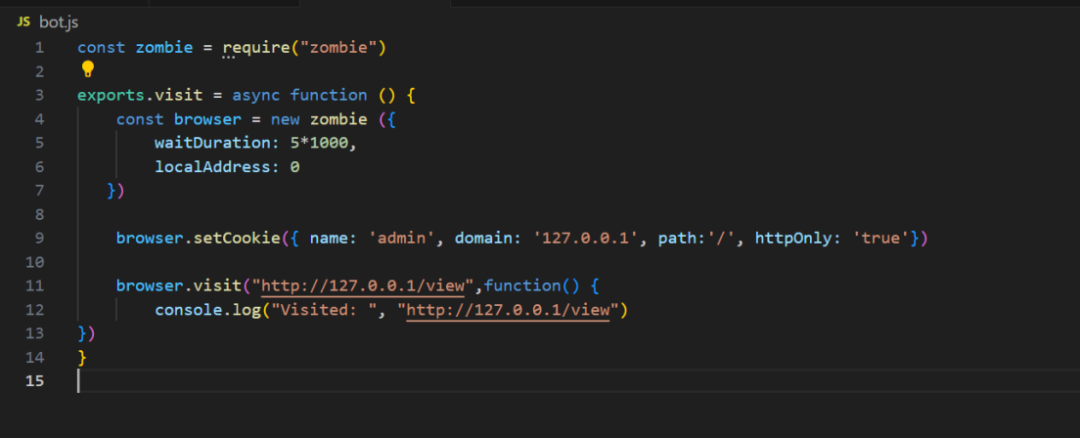 JS bot.js
1 const zombie = require("zombie")
2
3 exports.visit = async function () {
4 const browser = new zombie ({
5 waitDuration: 5*1000,
6 localAddress: 0
7 })
8
9 browser.setCookie({ name: 'admin', domain: '127.0.0.1', path:'/', httpOnly: 'true'})
10
11 browser.visit("http://127.0.0.1/view",function() {
12 console.log("Visited: ", "http://127.0.0.1/view")
13 })
14 }
15